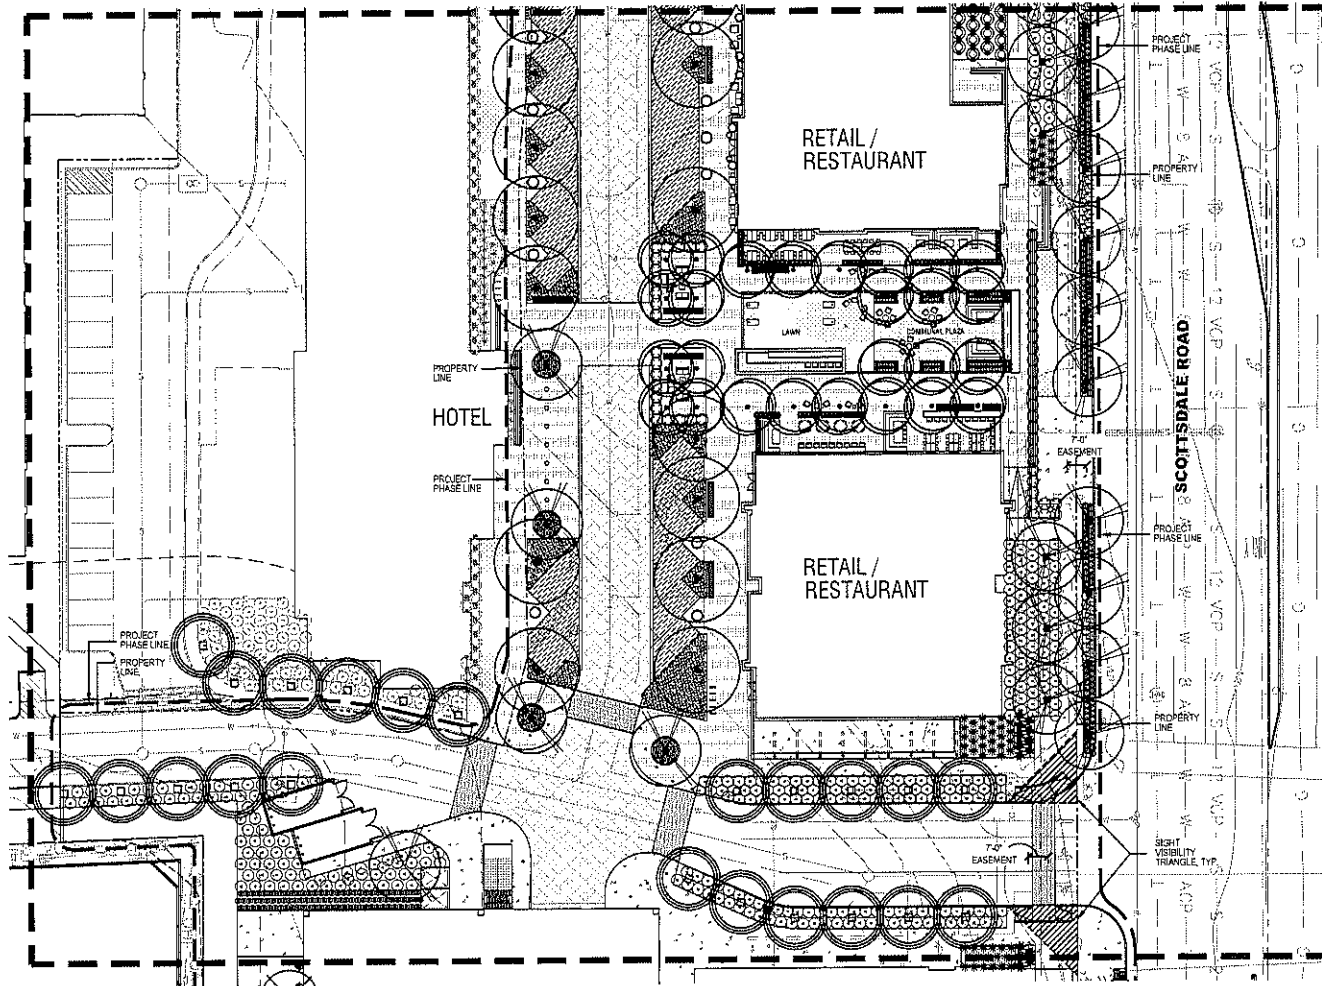 PROJECT
PHASE LINE
RETAIL /
RESTAURANT
PROPERTY
LINE
LAWN
COMMUNAL PLAZA
SCOTTSDALE ROAD
PROPERTY
LINE
HOTEL
7'-0"
EASEMENT
PROJECT
PHASE LINE
PROJECT
PHASE LINE
RETAIL /
RESTAURANT
PROJECT
PHASE LINE
PROPERTY
LINE
PROPERTY
LINE
7'-0"
EASEMENT
SIGHT
VISIBILITY
TRIANGLE, TYP.